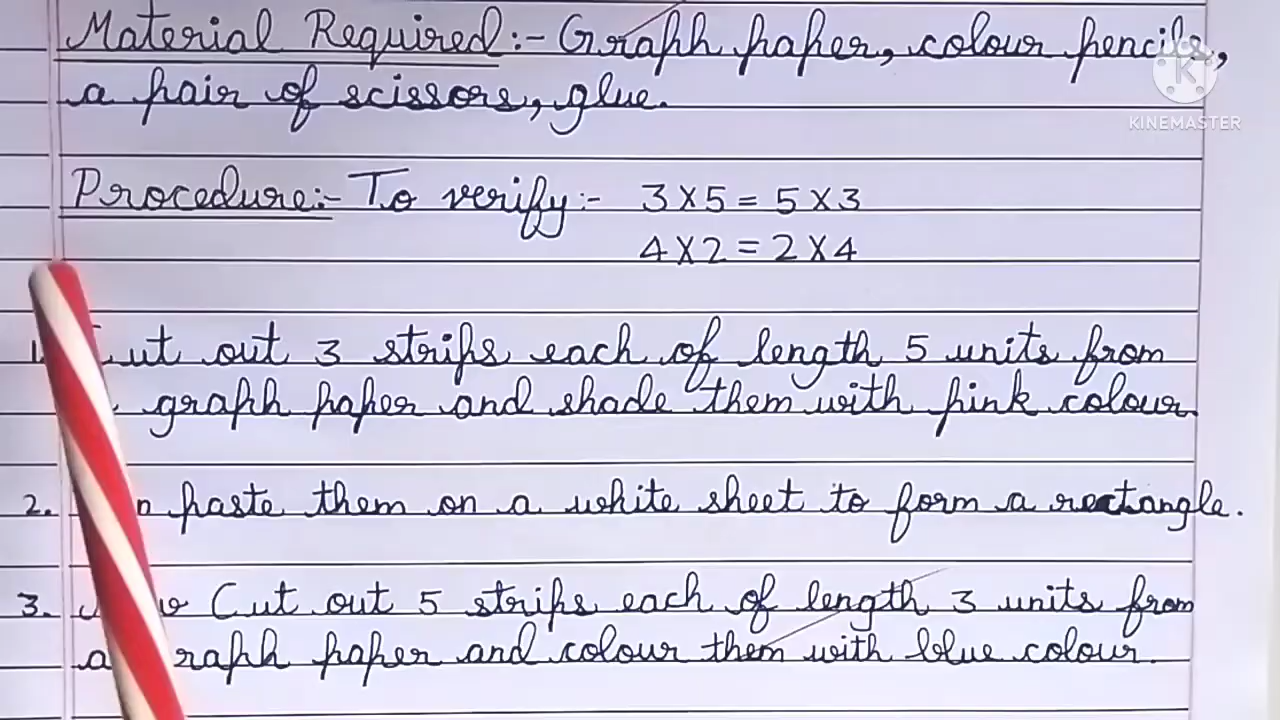 Material Required:- Graph paper, colour pencils,
a pair of scissors, glue.
KINEMASTER
Procedure:- To verify:- 3 X 5 = 5 X 3
4 X 2 = 2 X 4
1. out 3 strips each of length 5 units from
graph paper and shade them with pink colour.
2. paste them on a white sheet to form a rectangle.
3. Cut out 5 strips each of length 3 units from
a paper and colour them with blue colour.